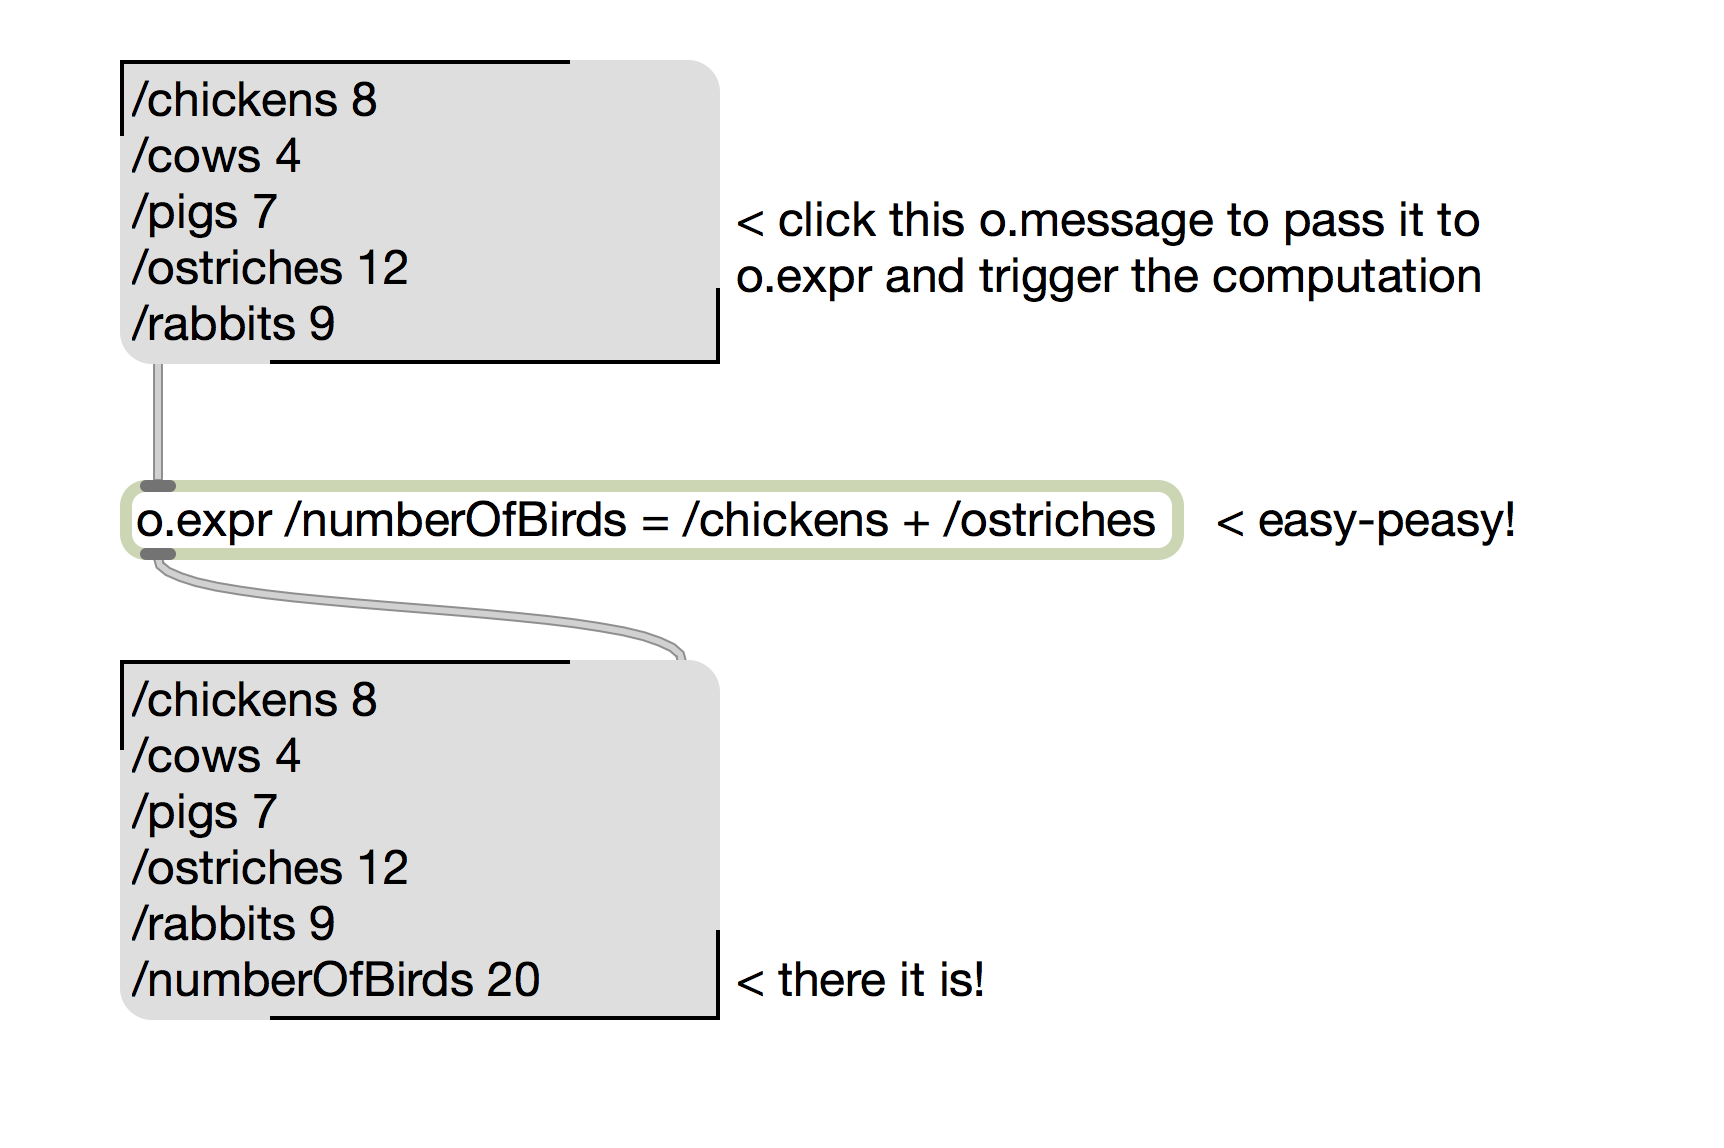 /chickens 8
/cows 4
/pigs 7
/ostriches 12
/rabbits 9
< click this o.message to pass it to
o.expr and trigger the computation
o.expr /numberOfBirds = /chickens + /ostriches
< easy-peasy!
/chickens 8
/cows 4
/pigs 7
/ostriches 12
/rabbits 9
/numberOfBirds 20
< there it is!